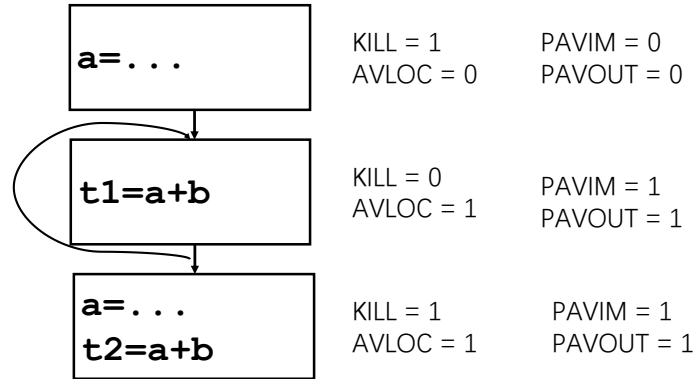 a=...
KILL = 1
AVLOC = 0
PAVIM = 0
PAVOUT = 0
t1=a+b
KILL = 0
AVLOC = 1
PAVIM = 1
PAVOUT = 1
a=...
t2=a+b
KILL = 1
AVLOC = 1
PAVIM = 1
PAVOUT = 1